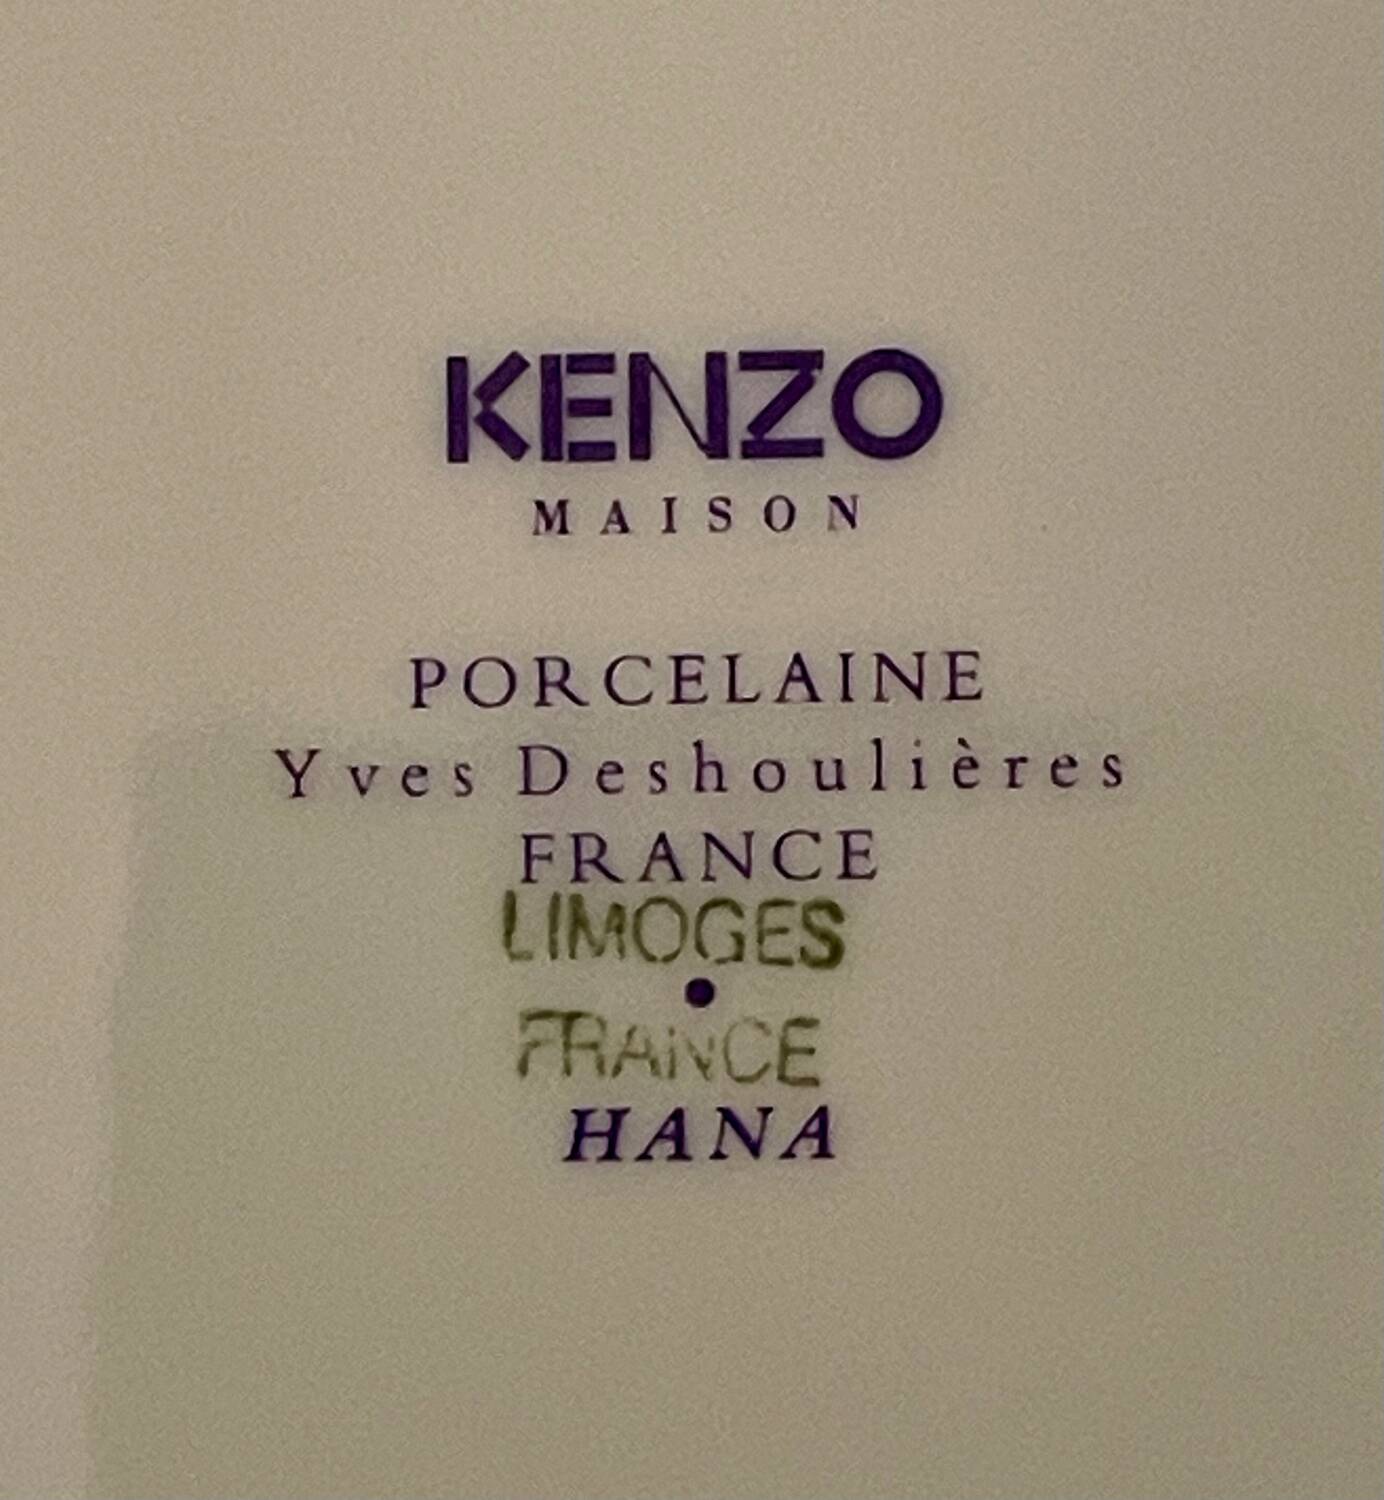 KENZO
MAISON
PORCELAINE
Yves Deshoulières
FRANCE
LIMOGES
•
FRANCE
HANA